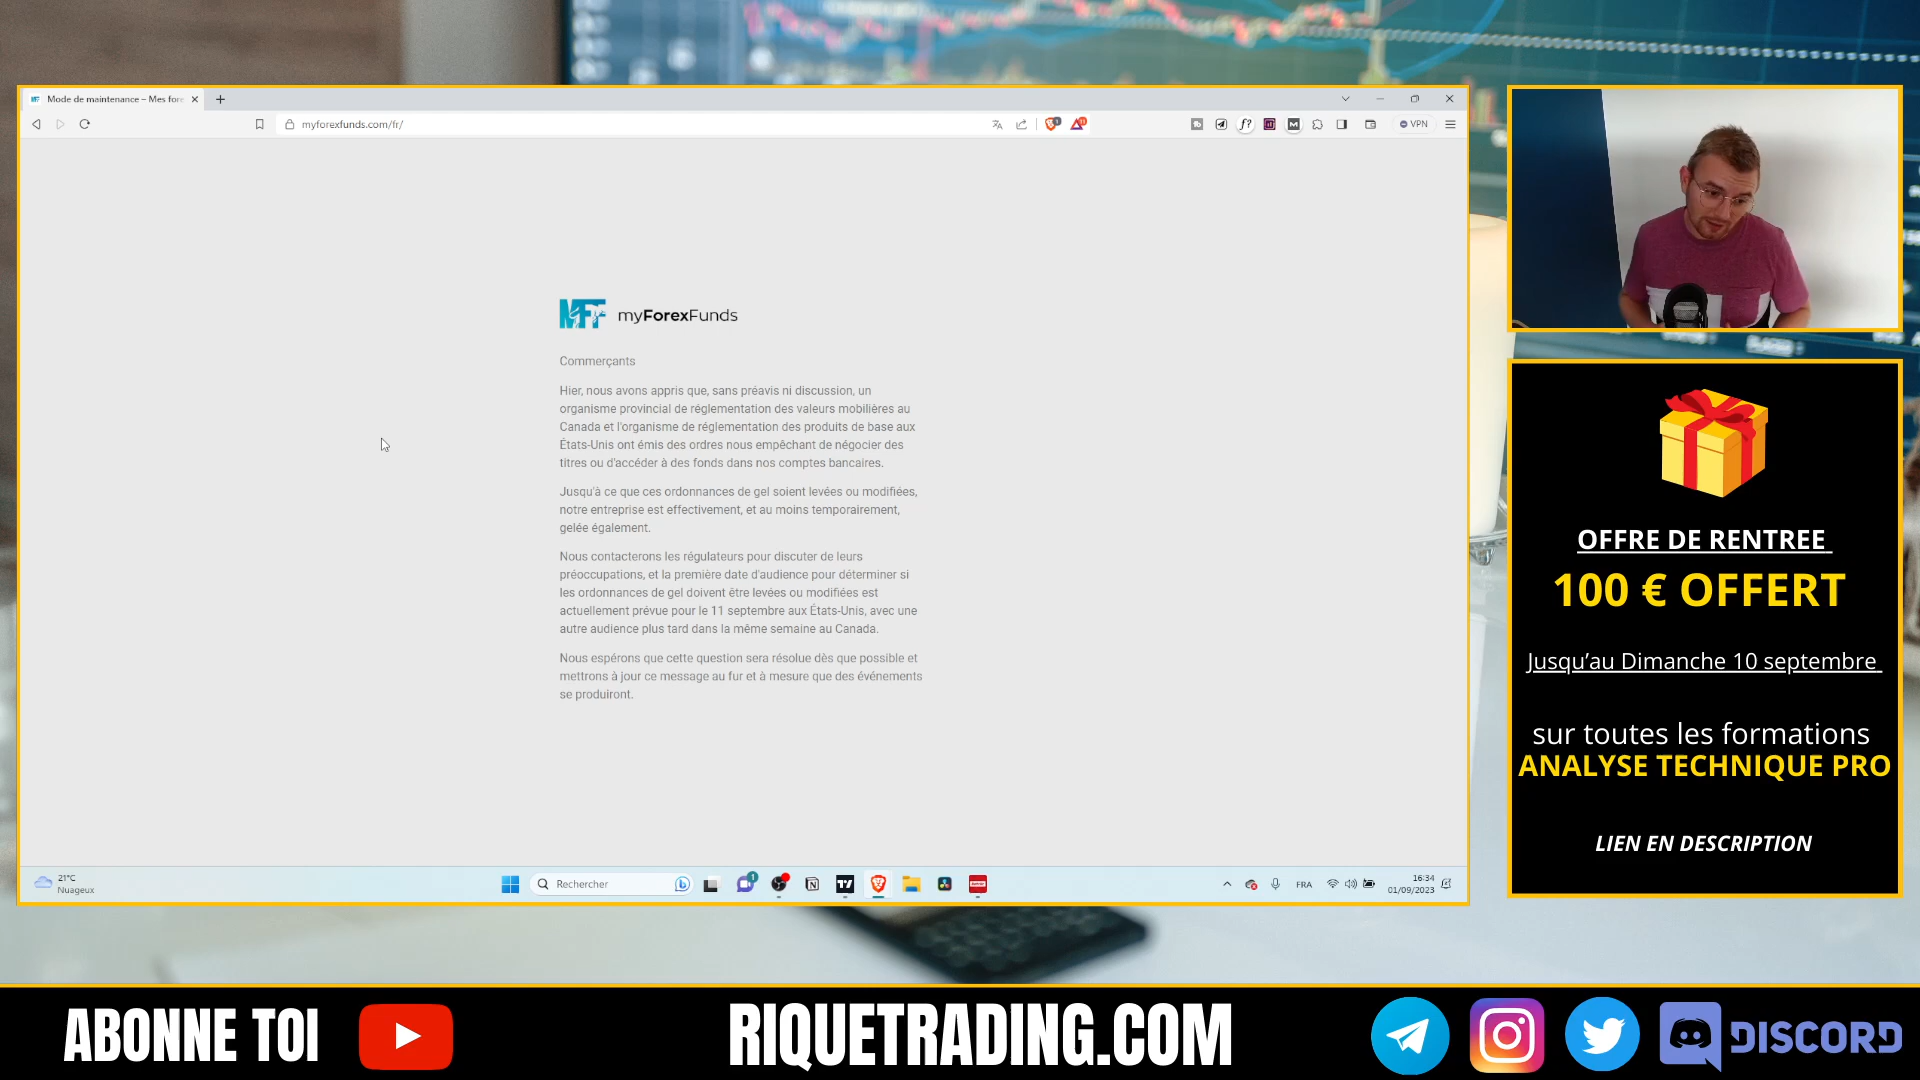 Mode de maintenance – Mes fore
myforexfunds.com/fr/
VPN
MFF myForexFunds
Commerçants
Hier, nous avons appris que, sans préavis ni discussion, un
organisme provincial de réglementation des valeurs mobilières au
Canada et l'organisme de réglementation des produits de base aux
États-Unis ont émis des ordres nous empêchant de négocier des
titres ou d'accéder à des fonds dans nos comptes bancaires.
Jusqu'à ce que ces ordonnances de gel soient levées ou modifiées,
notre entreprise est effectivement, et au moins temporairement,
gelée également.
Nous contacterons les régulateurs pour discuter de leurs
préoccupations, et la première date d'audience pour déterminer si
les ordonnances de gel doivent être levées ou modifiées est
actuellement prévue pour le 11 septembre aux États-Unis, avec une
autre audience plus tard dans la même semaine au Canada.
Nous espérons que cette question sera résolue dès que possible et
mettrons à jour ce message au fur et à mesure que des événements
se produiront.
21°C
Nuageux
Rechercher
FRA
16:34
01/09/2023
OFFRE DE RENTREE
100 € OFFERT
Jusqu'au Dimanche 10 septembre
sur toutes les formations
ANALYSE TECHNIQUE PRO
LIEN EN DESCRIPTION
ABONNE TOI
RIQUETRADING.COM
DISCORD